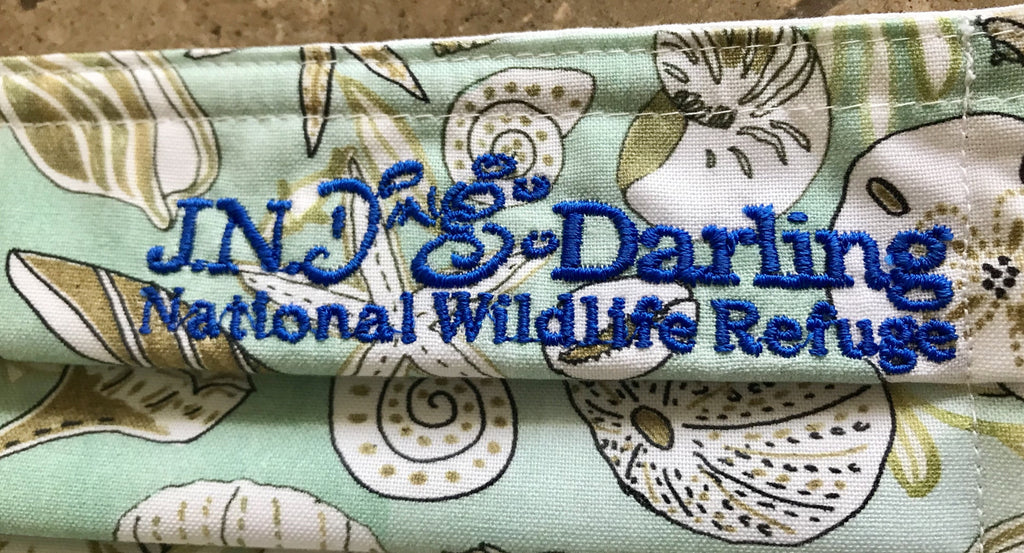 J.N. "Ding" Darling
National Wildlife Refuge